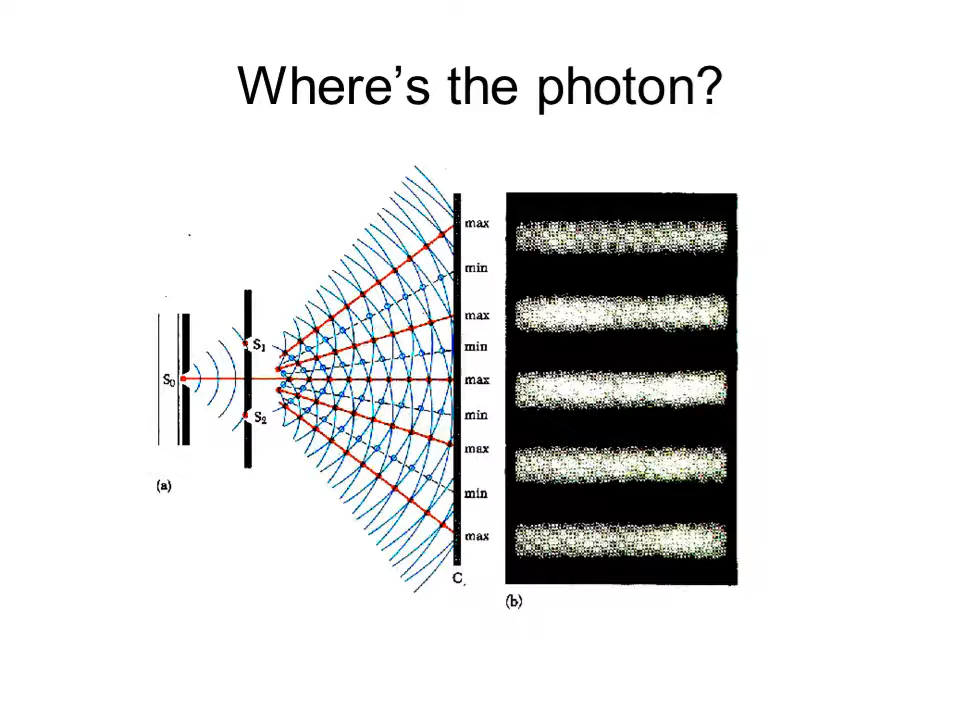 Where's the photon?
max
min
max
min
S₁
S₀
max
S₂
min
max
(a)
min
max
C
(b)